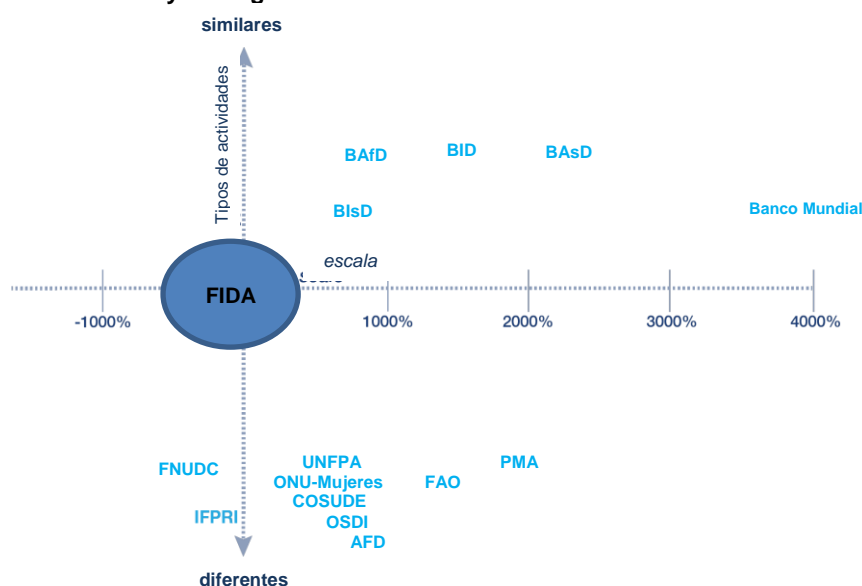 similares
Tipos de actividades
BAfD
BID
BAsD
BIsD
Banco Mundial
escala
FIDA
-1000%
1000%
2000%
3000%
4000%
FNUDC
UNFPA
PMA
ONU-Mujeres
FAO
COSUDE
IFPRI
OSDI
AFD
diferentes